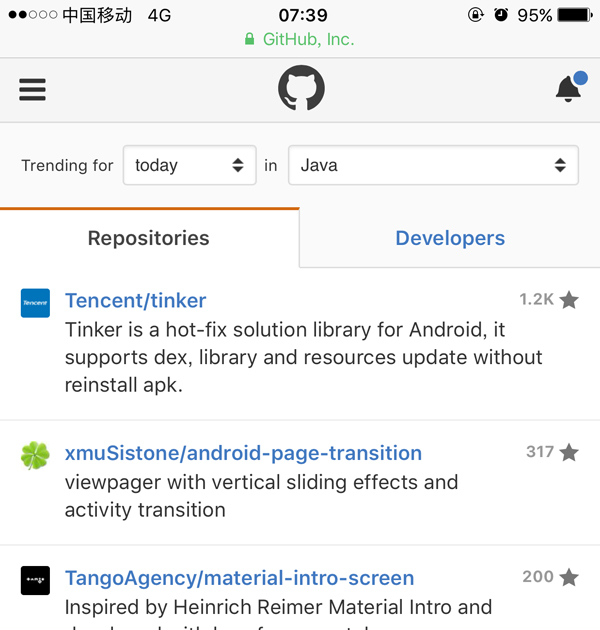 中国移动 4G 07:39 95%
GitHub, Inc.
Trending for today in Java
Repositories Developers
Tencent
Tencent/tinker 1.2K
Tinker is a hot-fix solution library for Android, it
supports dex, library and resources update without
reinstall apk.
xmuSistone/android-page-transition 317
viewpager with vertical sliding effects and
activity transition
TangoAgency/material-intro-screen 200
Inspired by Heinrich Reimer Material Intro and